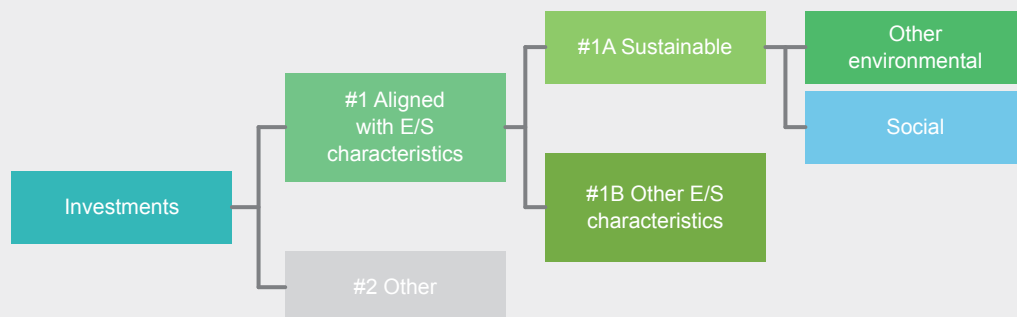 Investments
#1 Aligned
with E/S
characteristics
#2 Other
#1A Sustainable
#1B Other E/S
characteristics
Other
environmental
Social